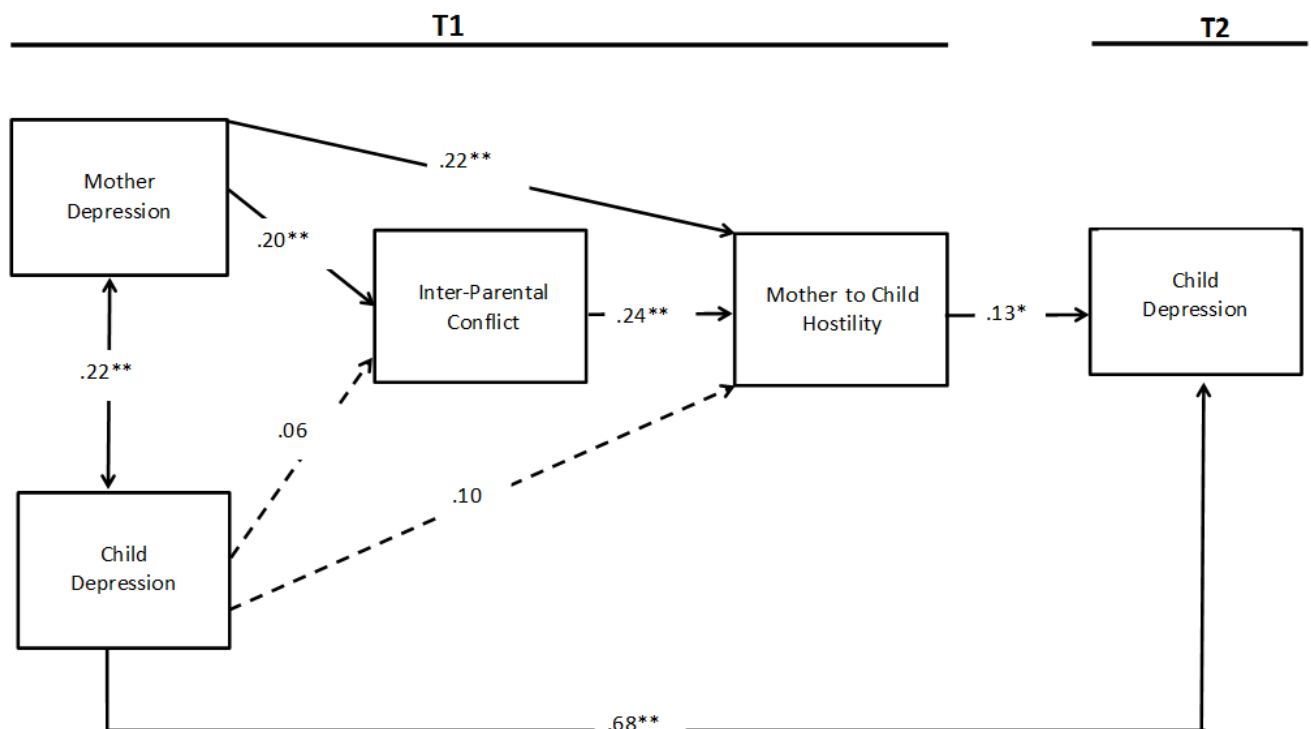 T1
T2
Mother
Depression
.22**
.20**
Inter-Parental
Conflict
.24**
Mother to Child
Hostility
.13*
Child
Depression
.22**
.06
.10
Child
Depression
.68**